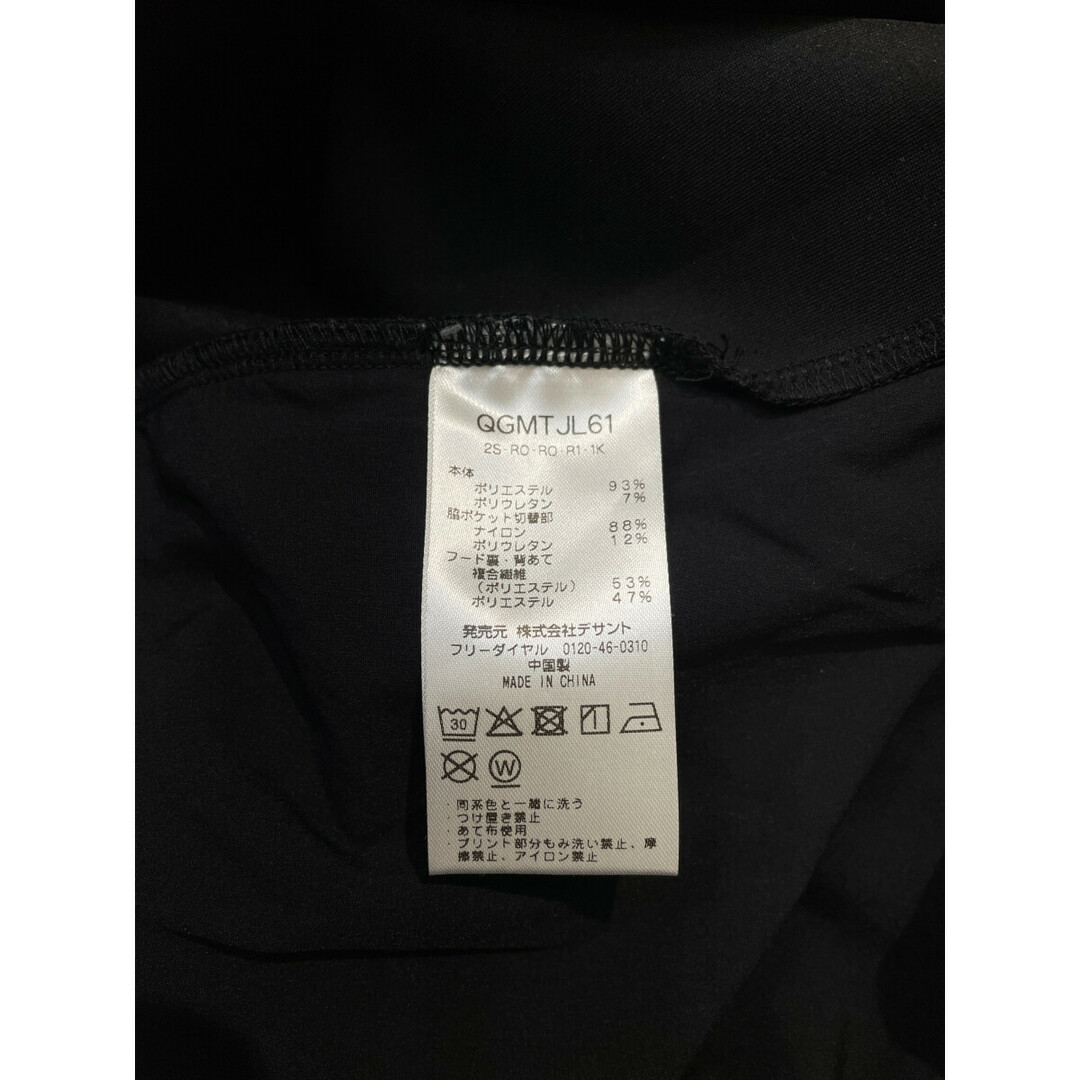 QGMTJL61
2S-RO-RO-R1-1K
本体
ポリエステル 93%
ポリウレタン 7%
脇ポケット切替部
ナイロン 88%
ポリウレタン 12%
フード裏・背あて
複合繊維
(ポリエステル) 53%
ポリエステル 47%
発売元 株式会社デサント
フリーダイヤル 0120-46-0310
中国製
MADE IN CHINA
30
W
・同系色と一緒に洗う
・つけ置き禁止
・あて布使用
・プリント部分もみ洗い禁止、摩
擦禁止、アイロン禁止